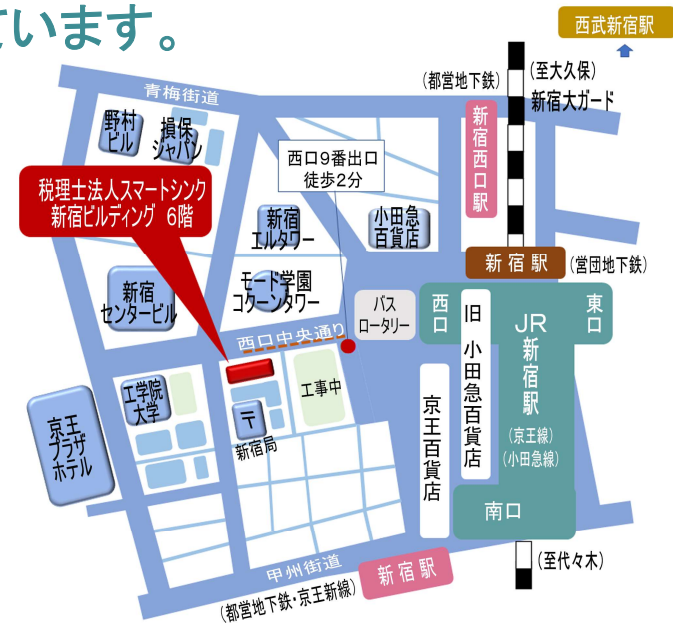 ています。
西武新宿駅
(都営地下鉄)
(至大久保)
新宿大ガード
青梅街道
野村
ビル
損保
ジャパン
新宿西口駅
西口9番出口
徒歩2分
税理士法人スマートシンク
新宿ビルディング 6階
新宿
エルタワー
小田急
百貨店
新宿駅
(営団地下鉄)
新宿
センタービル
モード学園
コクーンタワー
バス
ロータリー
西口
旧 小田急百貨店
JR
新宿駅
(京王線)
(小田急線)
東口
西口中央通り
工事中
工学院
大学
〒
新宿局
京王
プラザ
ホテル
京王百貨店
南口
甲州街道
新宿駅
(都営地下鉄・京王新線)
(至代々木)